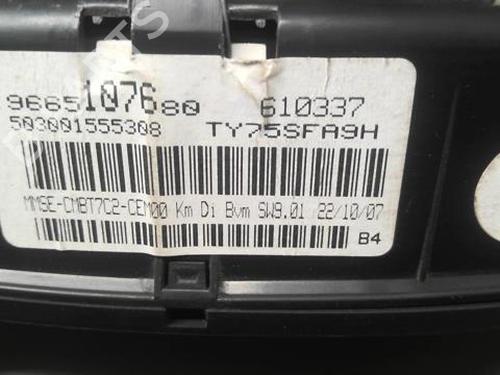 9665107680 610337
503001555308 TY75SFA9H
MMSE-CMBT7C2-CEM00 Km Di Bvm SW9.01 22/10/07
B4